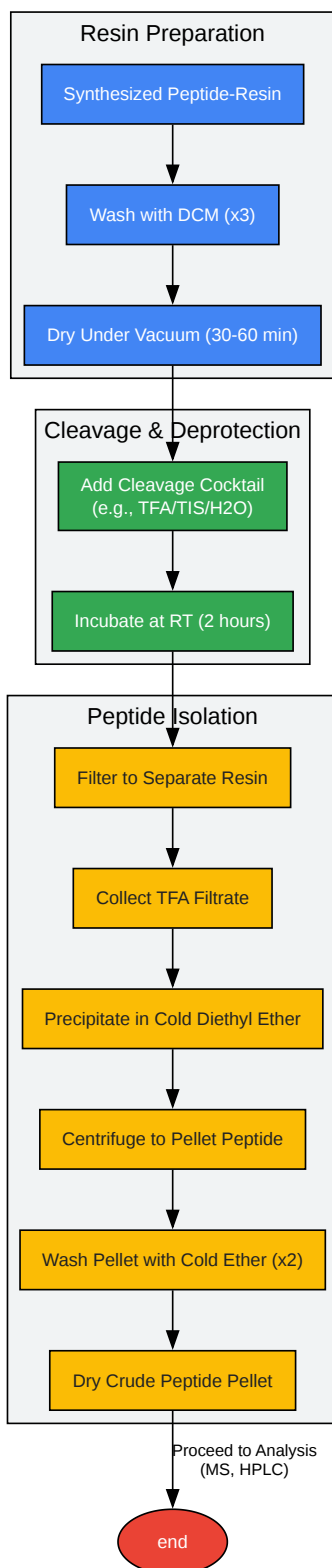 Resin Preparation
Synthesized Peptide-Resin
Wash with DCM (x3)
Dry Under Vacuum (30-60 min)
Cleavage & Deprotection
Add Cleavage Cocktail
(e.g., TFA/TIS/H2O)
Incubate at RT (2 hours)
Peptide Isolation
Filter to Separate Resin
Collect TFA Filtrate
Precipitate in Cold Diethyl Ether
Centrifuge to Pellet Peptide
Wash Pellet with Cold Ether (x2)
Dry Crude Peptide Pellet
Proceed to Analysis
(MS, HPLC)
end